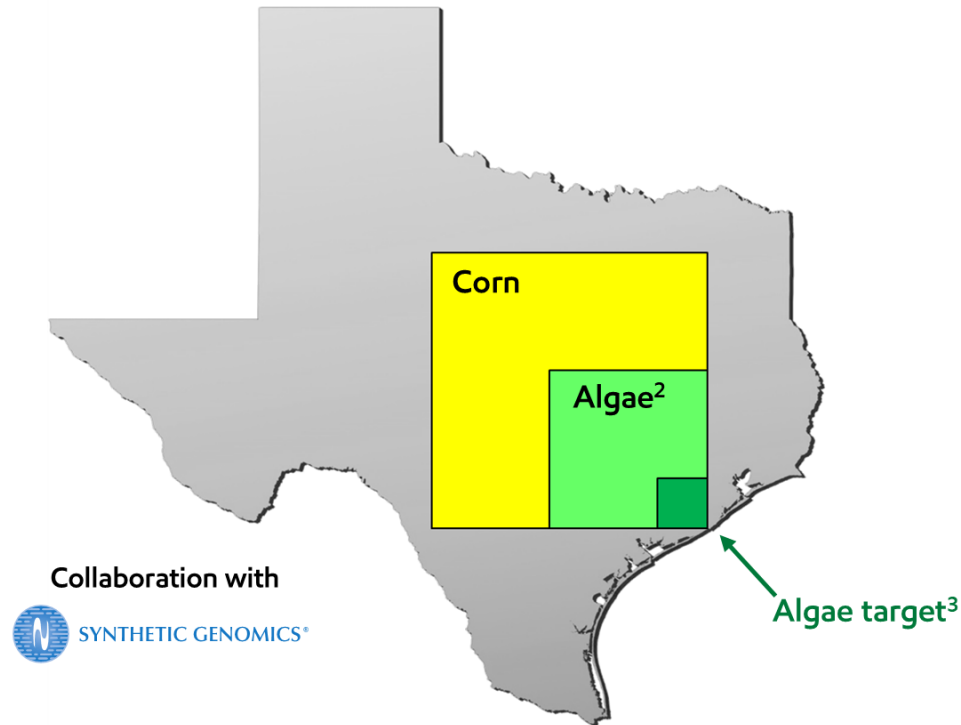 Corn
Algae²
Collaboration with
SYNTHETIC GENOMICS®
Algae target³